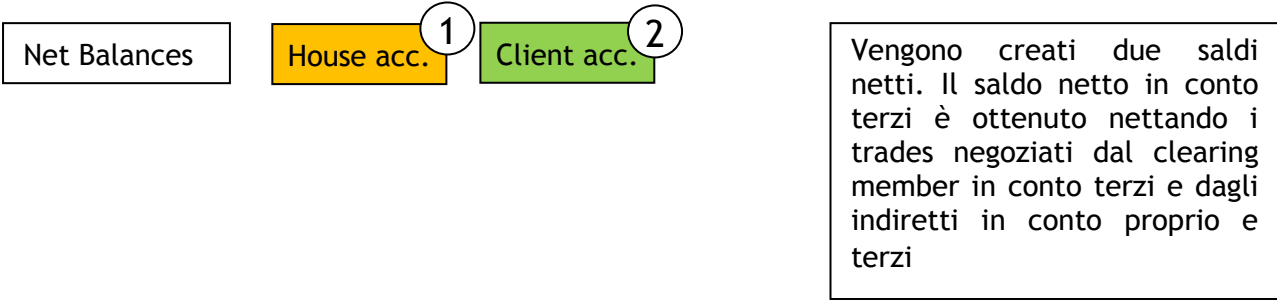 Net Balances
House acc.
1
Client acc.
2
Vengono creati due saldi
netti. Il saldo netto in conto
terzi è ottenuto nettando i
trades negoziati dal clearing
member in conto terzi e dagli
indiretti in conto proprio e
terzi